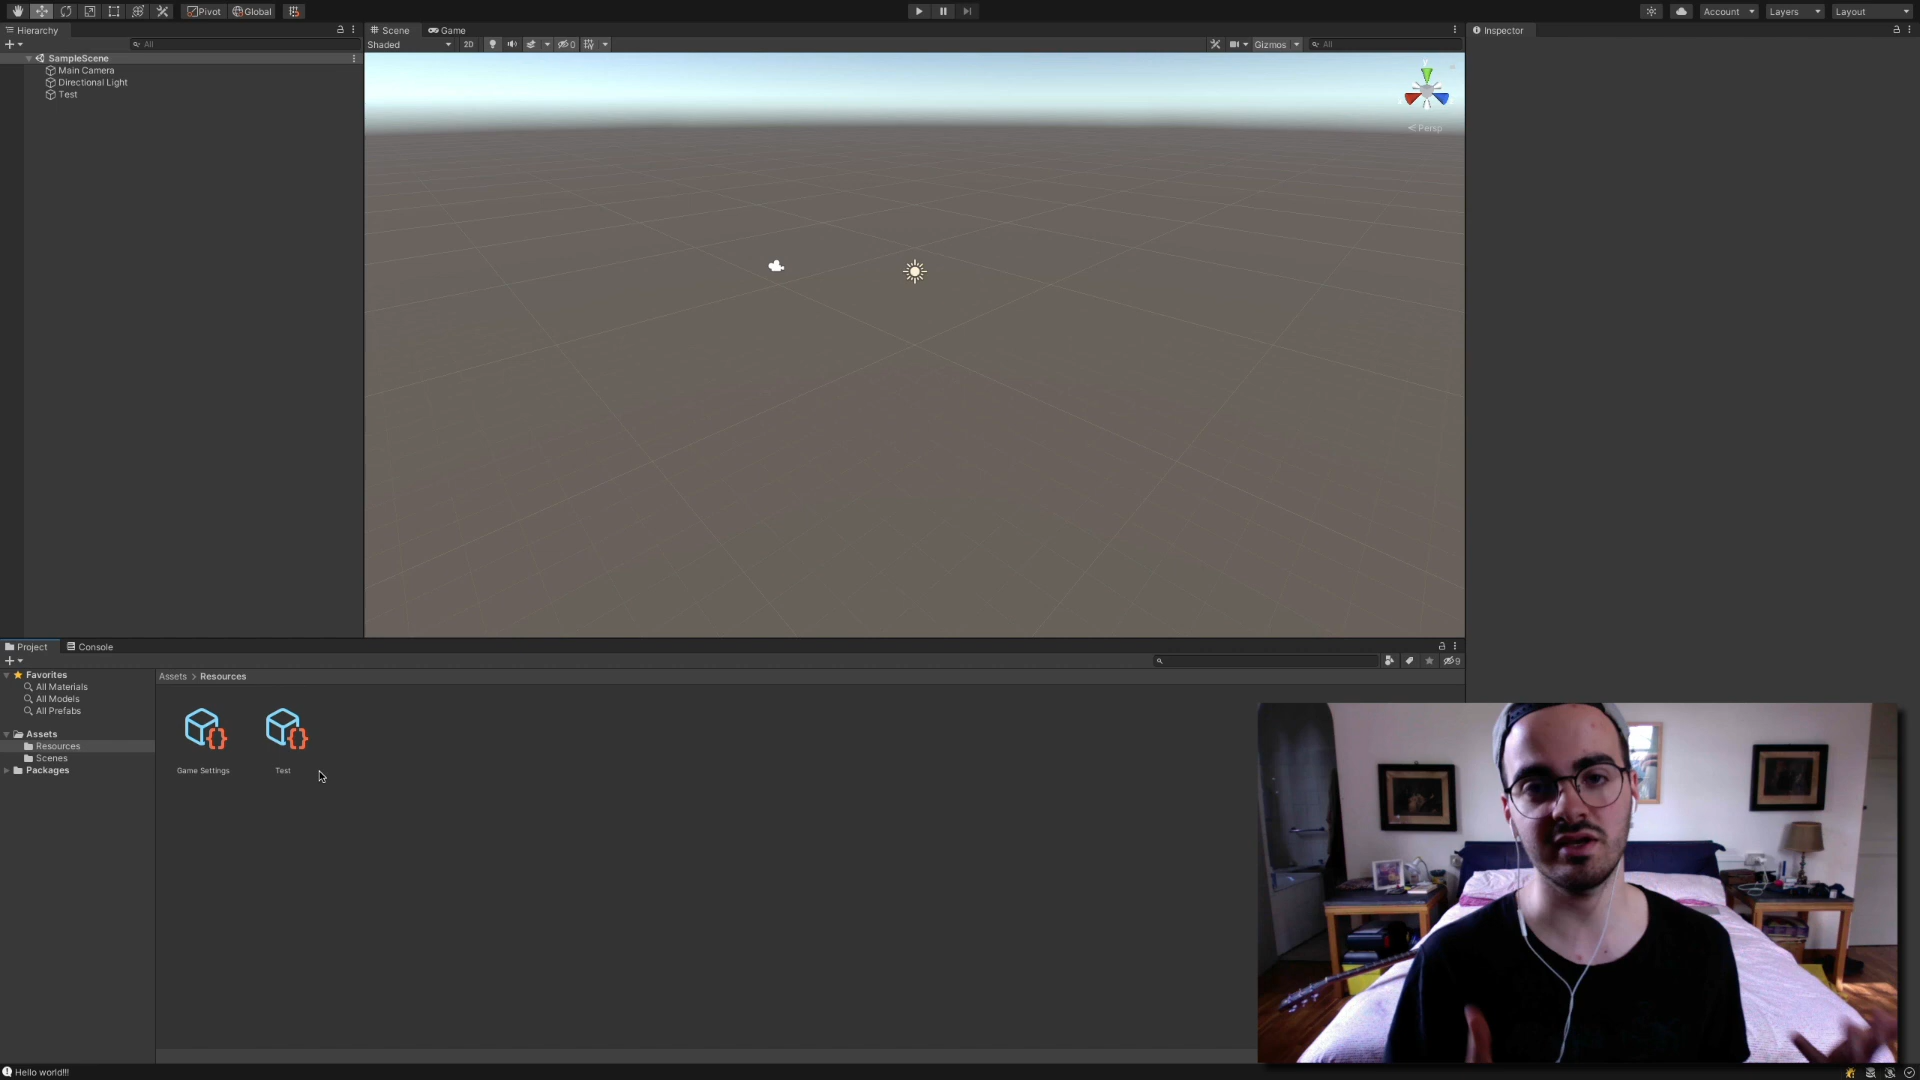 Pivot Global Account Layers Layout
Hierarchy Scene Game Inspector
All Shaded 2D 0 Gizmos All
SampleScene
Main Camera
Directional Light
Test
y
Persp
Project Console
9
Favorites
All Materials
All Models
All Prefabs
Assets
Resources
Scenes
Packages
Assets > Resources
Game Settings Test
Hello world!!!